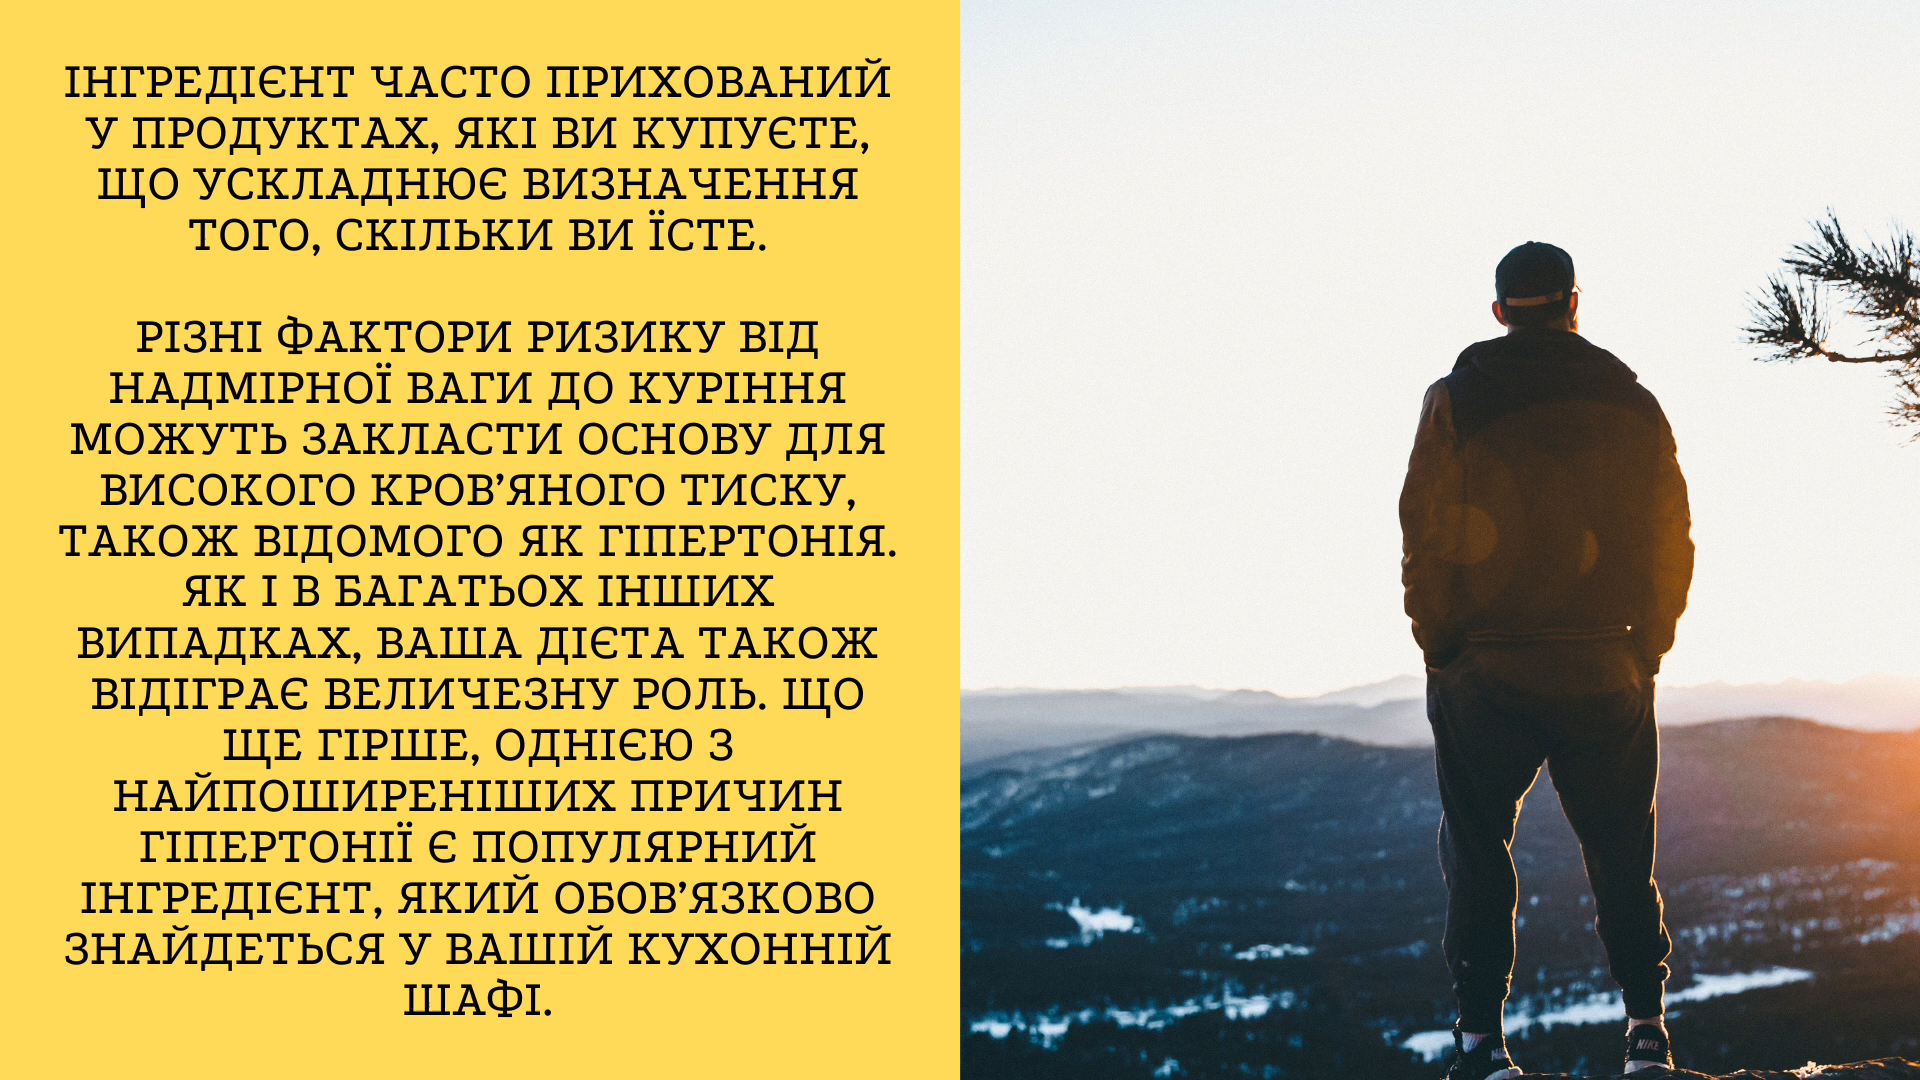 ІНГРЕДІЄНТ ЧАСТО ПРИХОВАНИЙ
У ПРОДУКТАХ, ЯКІ ВИ КУПУЄТЕ,
ЩО УСКЛАДНЮЄ ВИЗНАЧЕННЯ
ТОГО, СКІЛЬКИ ВИ ЇСТЕ.
РІЗНІ ФАКТОРИ РИЗИКУ ВІД
НАДМІРНОЇ ВАГИ ДО КУРІННЯ
МОЖУТЬ ЗАКЛАСТИ ОСНОВУ ДЛЯ
ВИСОКОГО КРОВ’ЯНОГО ТИСКУ,
ТАКОЖ ВІДОМОГО ЯК ГІПЕРТОНІЯ.
ЯК І В БАГАТЬОХ ІНШИХ
ВИПАДКАХ, ВАША ДІЄТА ТАКОЖ
ВІДІГРАЄ ВЕЛИЧЕЗНУ РОЛЬ. ЩО
ЩЕ ГІРШЕ, ОДНІЄЮ З
НАЙПОШИРЕНІШИХ ПРИЧИН
ГІПЕРТОНІЇ Є ПОПУЛЯРНИЙ
ІНГРЕДІЄНТ, ЯКИЙ ОБОВ’ЯЗКОВО
ЗНАЙДЕТЬСЯ У ВАШІЙ КУХОННІЙ
ШАФІ.
NIKE